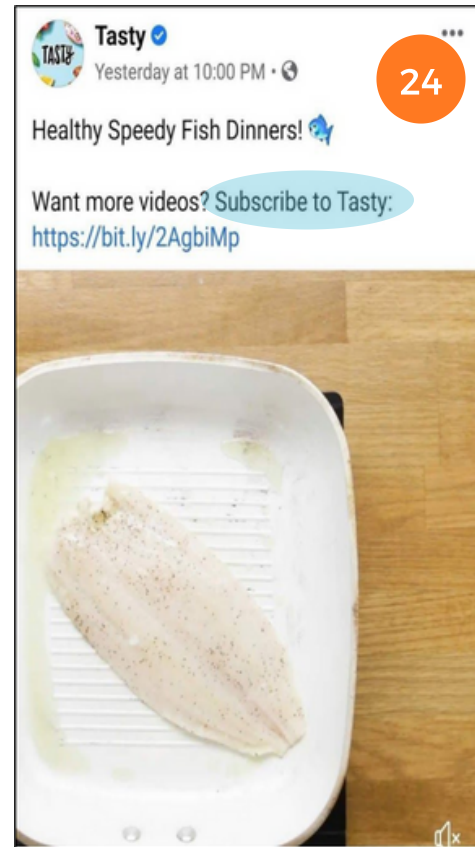 TASTY
Tasty
Yesterday at 10:00 PM •
24
Healthy Speedy Fish Dinners! 🐟
Want more videos? Subscribe to Tasty:
https://bit.ly/2AgbiMp